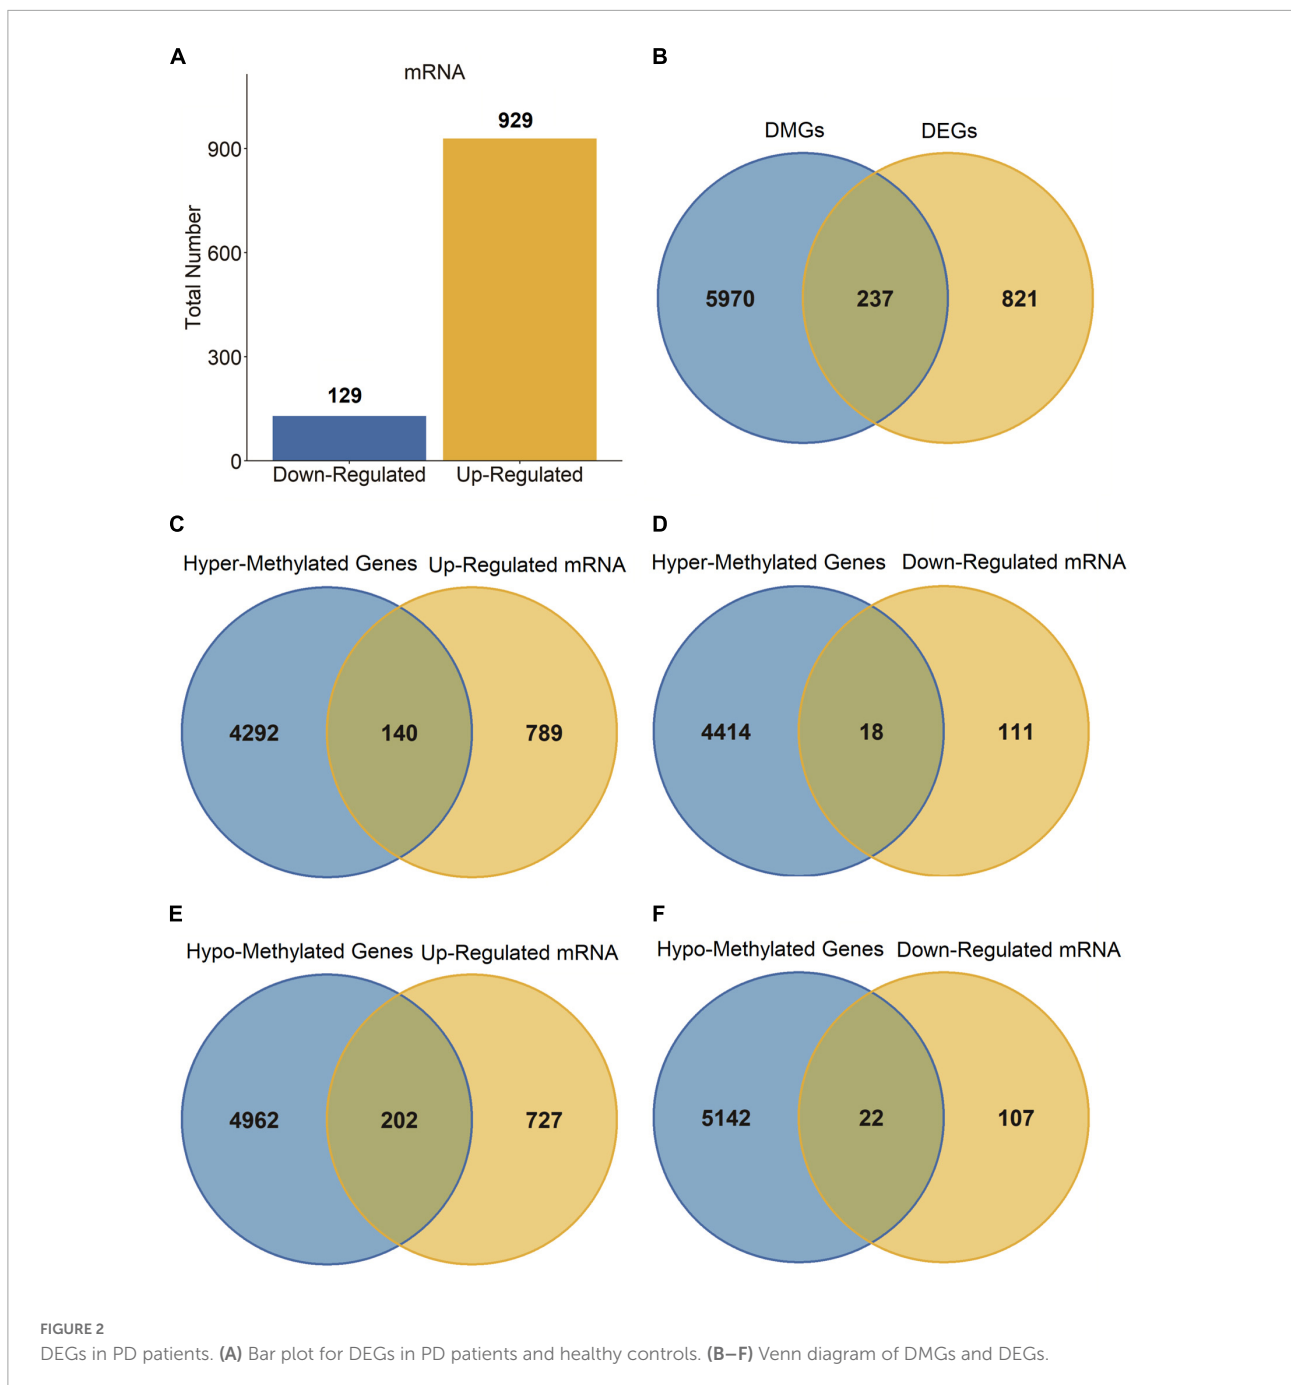 A
mRNA
929
129
900
600
300
0
Total Number
Down-Regulated Up-Regulated
B
DMGs DEGs
5970 237 821
C
Hyper-Methylated Genes Up-Regulated mRNA
4292 140 789
D
Hyper-Methylated Genes Down-Regulated mRNA
4414 18 111
E
Hypo-Methylated Genes Up-Regulated mRNA
4962 202 727
F
Hypo-Methylated Genes Down-Regulated mRNA
5142 22 107
FIGURE 2
DEGs in PD patients. (A) Bar plot for DEGs in PD patients and healthy controls. (B–F) Venn diagram of DMGs and DEGs.